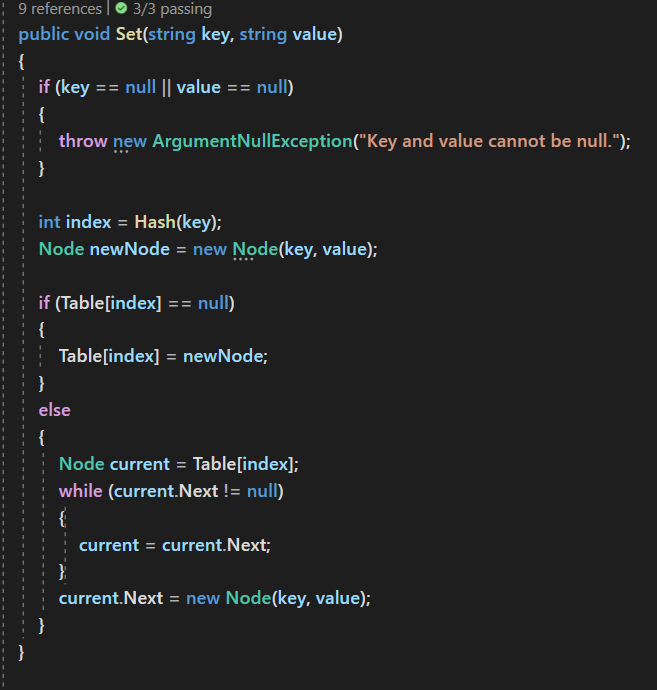 9 references | 3/3 passing
public void Set(string key, string value)
{
if (key == null || value == null)
{
throw new ArgumentNullException("Key and value cannot be null.");
}
int index = Hash(key);
Node newNode = new Node(key, value);
if (Table[index] == null)
{
Table[index] = newNode;
}
else
{
Node current = Table[index];
while (current.Next != null)
{
current = current.Next;
}
current.Next = new Node(key, value);
}
}